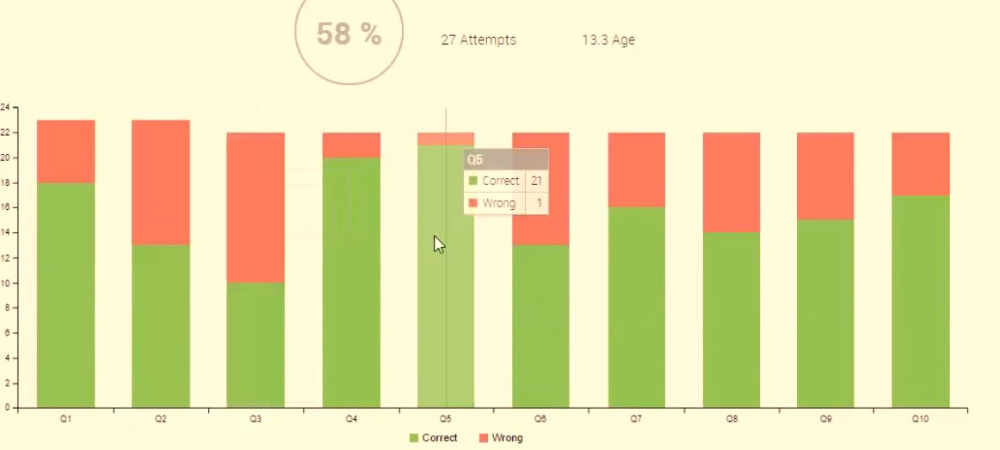 58 %
27 Attempts
13.3 Age
24
22
20
18
16
14
12
10
8
6
4
2
0
Q5
Correct 21
Wrong 1
Q1 Q2 Q3 Q4 Q5 Q6 Q7 Q8 Q9 Q10
Correct Wrong